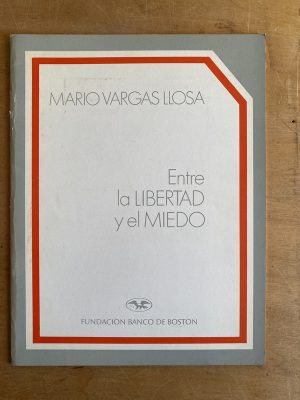 MARIO VARGAS LLOSA
Entre
la LIBERTAD
y el MIEDO
FUNDACION BANCO DE BOSTON